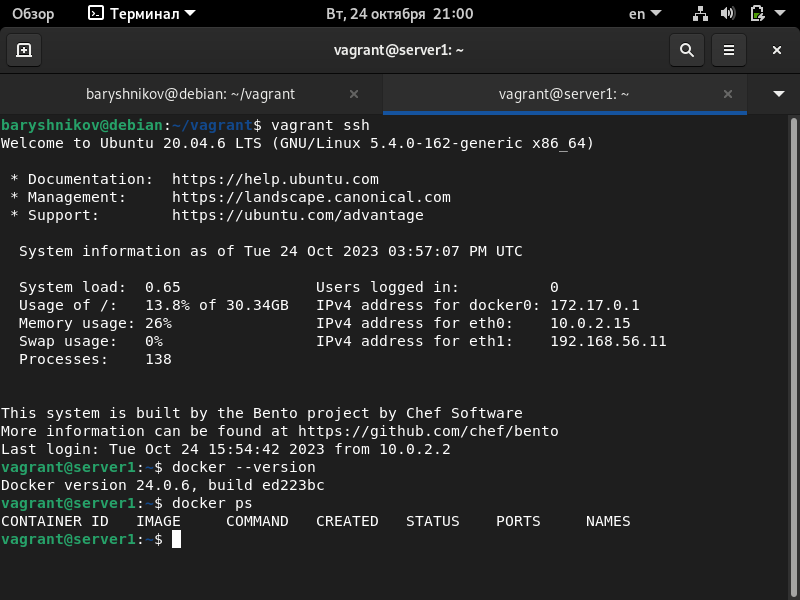 Обзор Терминал Вт, 24 октября 21:00 en
vagrant@server1: ~
baryshnikov@debian: ~/vagrant vagrant@server1: ~
baryshnikov@debian:~/vagrant$ vagrant ssh
Welcome to Ubuntu 20.04.6 LTS (GNU/Linux 5.4.0-162-generic x86_64)
* Documentation: https://help.ubuntu.com
* Management: https://landscape.canonical.com
* Support: https://ubuntu.com/advantage
System information as of Tue 24 Oct 2023 03:57:07 PM UTC
System load: 0.65 Users logged in: 0
Usage of /: 13.8% of 30.34GB IPv4 address for docker0: 172.17.0.1
Memory usage: 26% IPv4 address for eth0: 10.0.2.15
Swap usage: 0% IPv4 address for eth1: 192.168.56.11
Processes: 138
This system is built by the Bento project by Chef Software
More information can be found at https://github.com/chef/bento
Last login: Tue Oct 24 15:54:42 2023 from 10.0.2.2
vagrant@server1:~$ docker --version
Docker version 24.0.6, build ed223bc
vagrant@server1:~$ docker ps
CONTAINER ID IMAGE COMMAND CREATED STATUS PORTS NAMES
vagrant@server1:~$